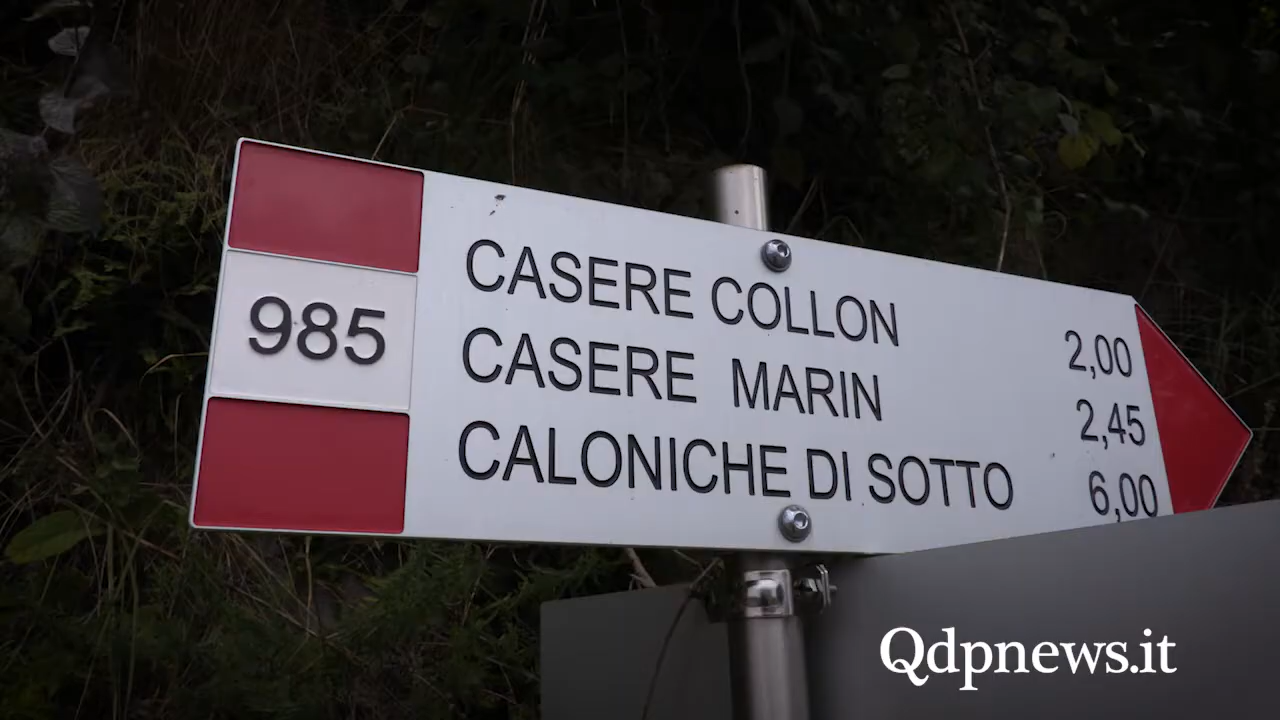 985
CASERE COLLON 2,00
CASERE MARIN 2,45
CALONICHE DI SOTTO 6,00
Qdpnews.it